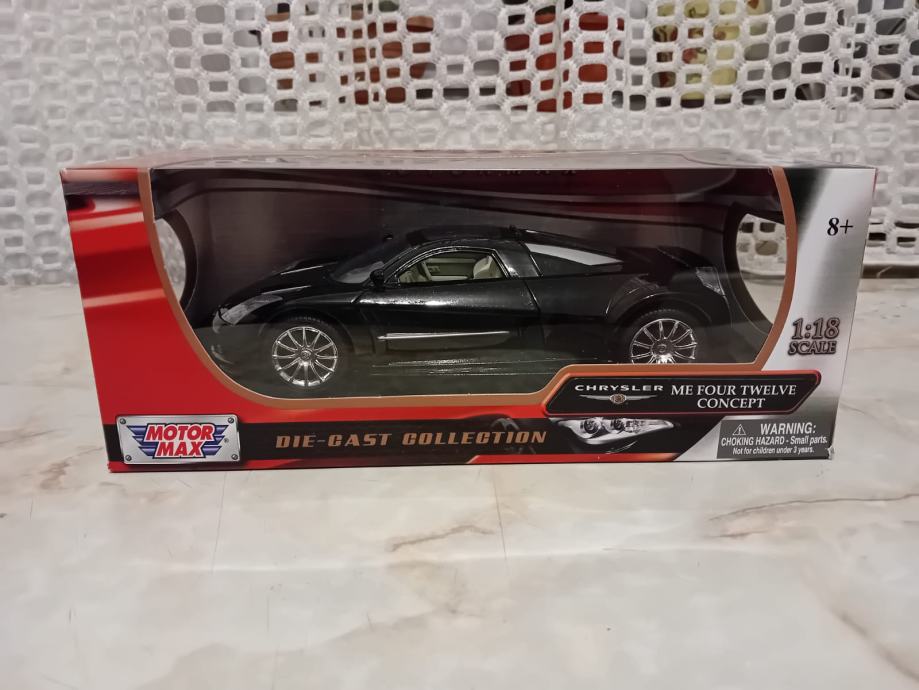 8+
1:18
SCALE
CHRYSLER
ME FOUR TWELVE
CONCEPT
MOTOR
MAX
DIE-CAST COLLECTION
WARNING:
CHOKING HAZARD - Small parts.
Not for children under 3 years.